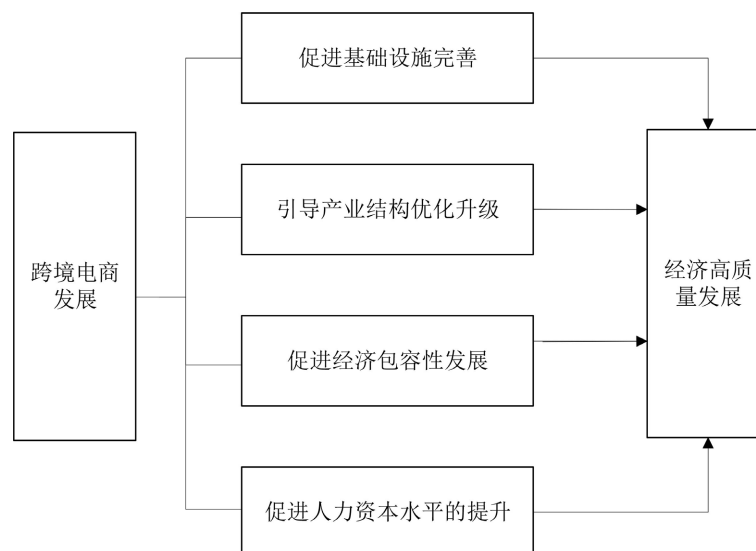 促进基础设施完善
引导产业结构优化升级
跨境电商
发展
经济高质
量发展
促进经济包容性发展
促进人力资本水平的提升